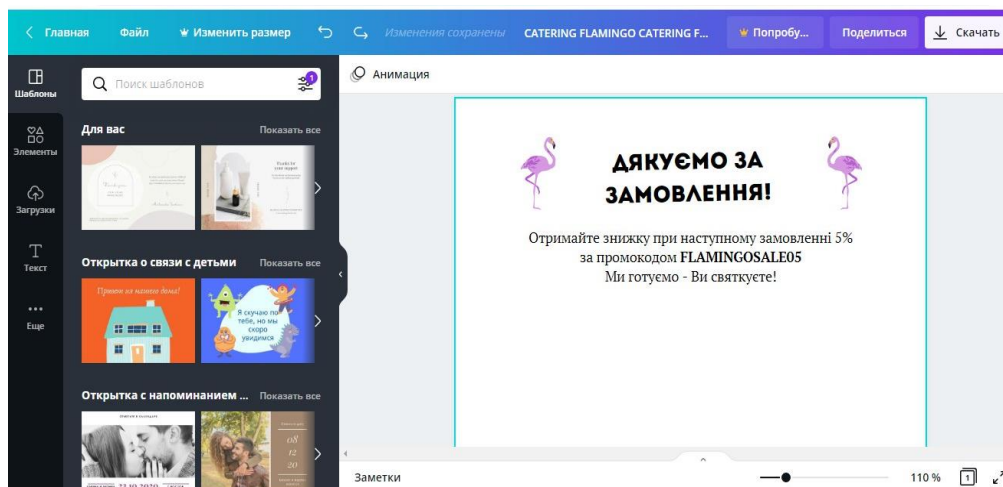 Главная Файл Изменить размер Изменения сохранены CATERING FLAMINGO CATERING F... Попробу... Поделиться Скачать
Шаблоны
Элементы
Загрузки
Текст
Еще
Поиск шаблонов 1
Для вас Показать все
Открытка о связи с детьми Показать все
Привет из нашего дома!
Я скучаю по
тебе, но мы
скоро
увидимся
Открытка с напоминанием ... Показать все
08
12
20
Анимация
ДЯКУЄМО ЗА
ЗАМОВЛЕННЯ!
Отримайте знижку при наступному замовленні 5%
за промокодом FLAMINGOSALE05
Ми готуємо - Ви святкуєте!
Заметки 110 % 1